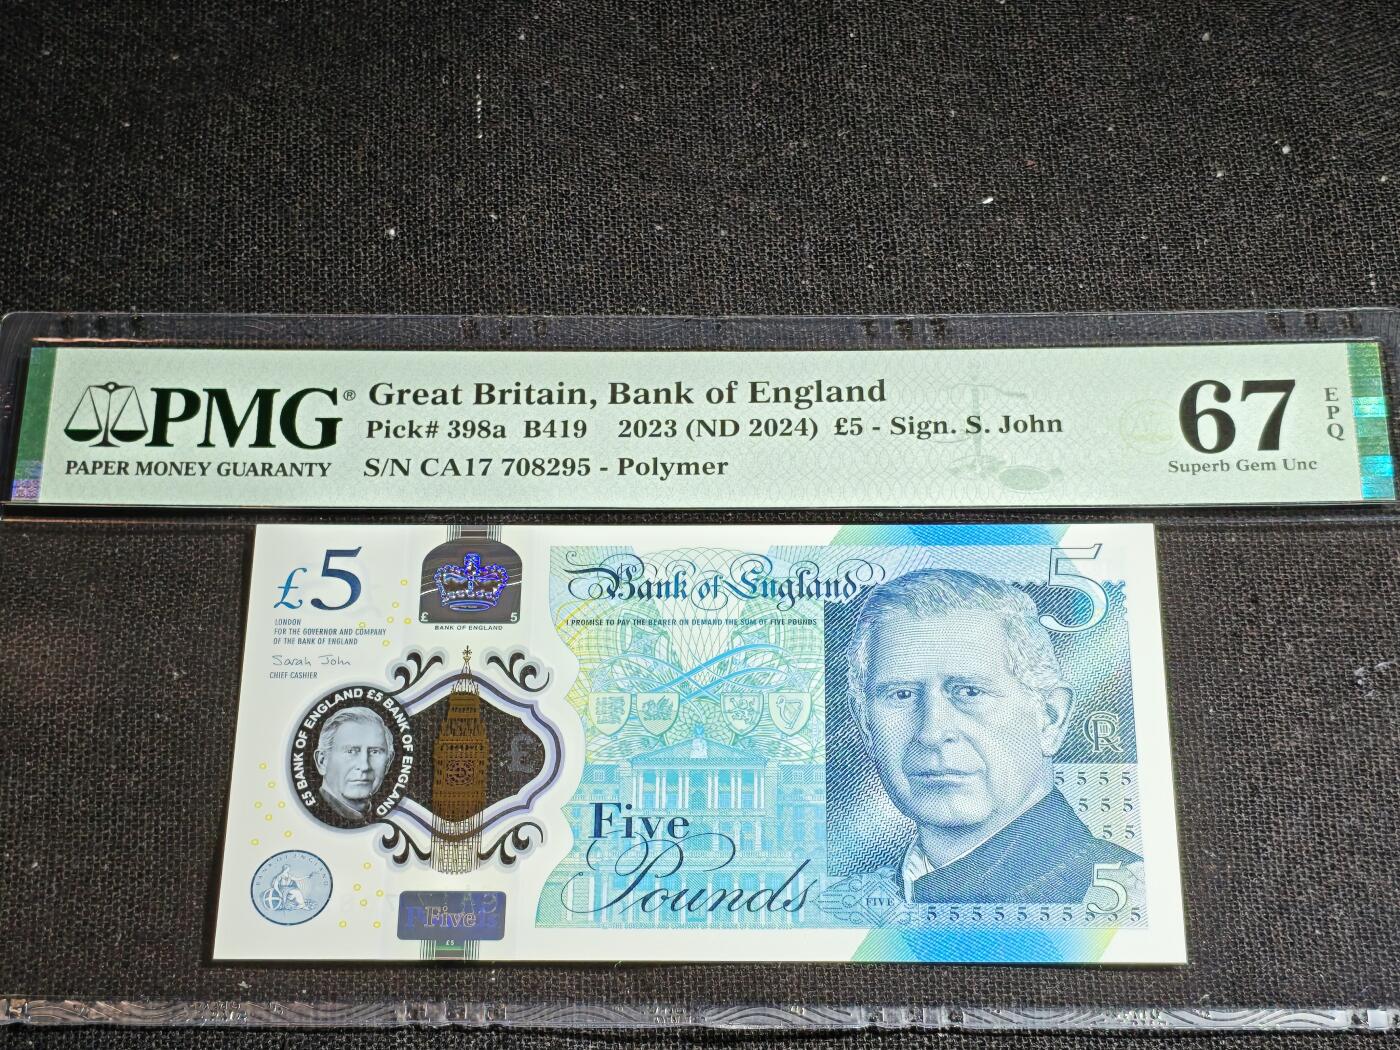 PMG®
PAPER MONEY GUARANTY
Great Britain, Bank of England
Pick# 398a B419 2023 (ND 2024) £5 - Sign. S. John
S/N CA17 708295 - Polymer
67
EPQ
Superb Gem Unc
£5
LONDON
FOR THE GOVERNOR AND COMPANY
OF THE BANK OF ENGLAND
Sarah John
CHIEF CASHIER
£ 5
BANK OF ENGLAND
£5 BANK OF ENGLAND £5 BANK OF ENGLAND
£
Five
£5
Bank of England
I PROMISE TO PAY THE BEARER ON DEMAND THE SUM OF FIVE POUNDS
Five
Pounds
5
CR
5 5 5 5
5 5 5
5 5
5
FIVE
5 5 5 5 5 5 5 5 5 5